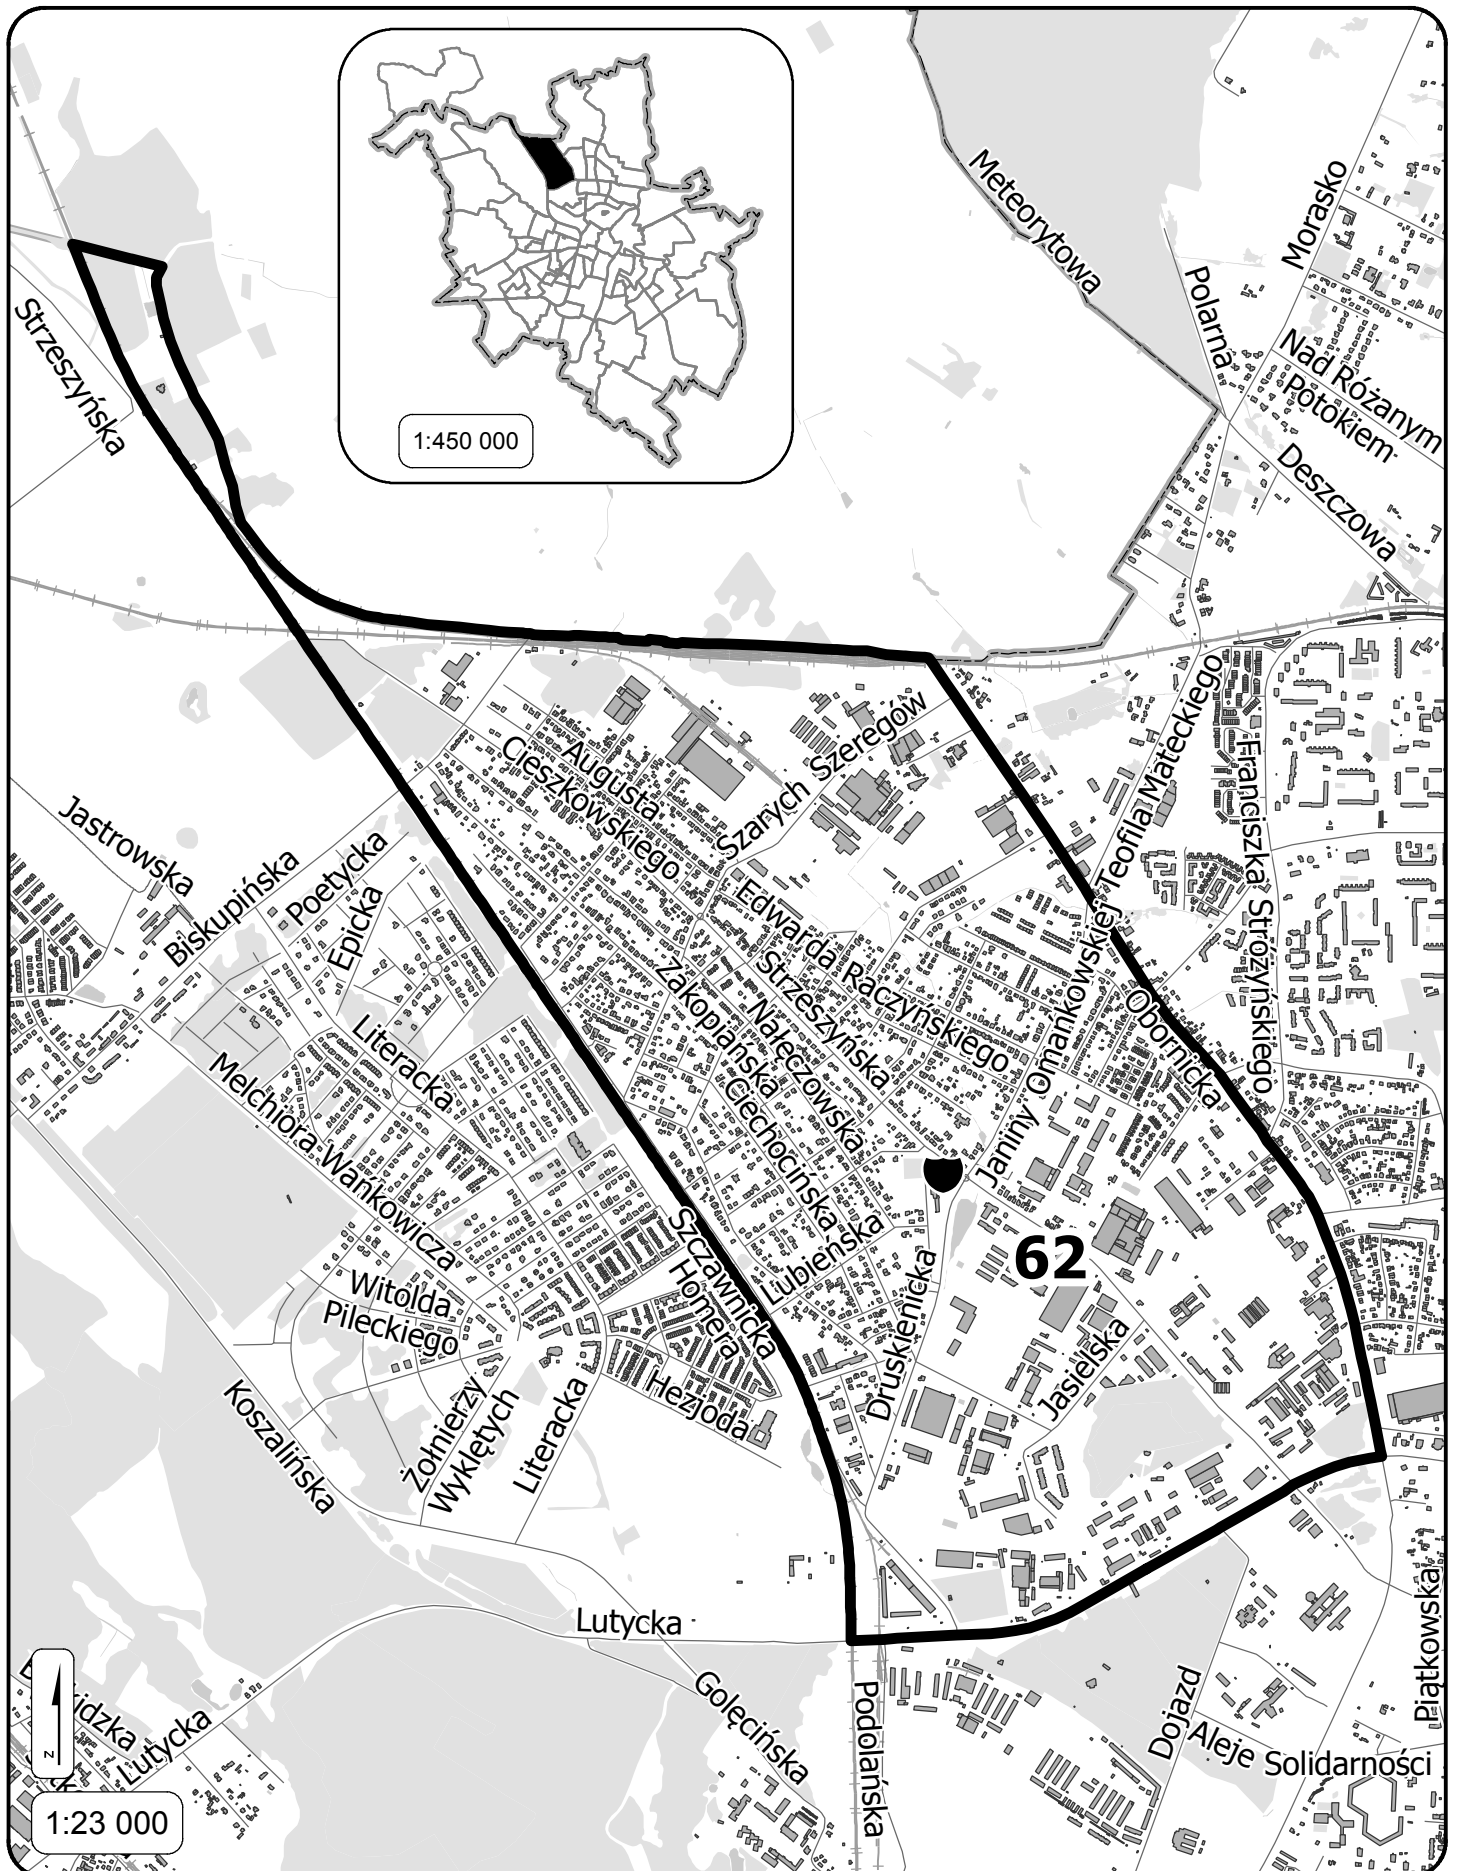 1:450 000
Meteorytowa
Morasko
Polarna
Nad Różanym
Potokiem
Deszczowa
Strzeszyńska
Teofila Mateckiego
Franciszka Stróżyńskiego
Szarych Szeregów
Augusta
Cieszkowskiego
Jastrowska
Biskupińska
Poetycka
Epicka
Edwarda Raczyńskiego
Strzeszyńska
Zakopiańska
Nałęczowska
Ciechocińska
Janiny Omańkowskiej
Obornicka
Literacka
Melchiora Wańkowicza
Lubieńska
Szczawnicka
Homera
62
Druskienicka
Jasielska
Witolda
Pileckiego
Hezjoda
Koszalińska
Żołnierzy
Wyklętych
Literacka
Lutycka
Golęcińska
Podolańska
Piątkowska
Dojazd
Aleje Solidarności
Lutycka
N
1:23 000